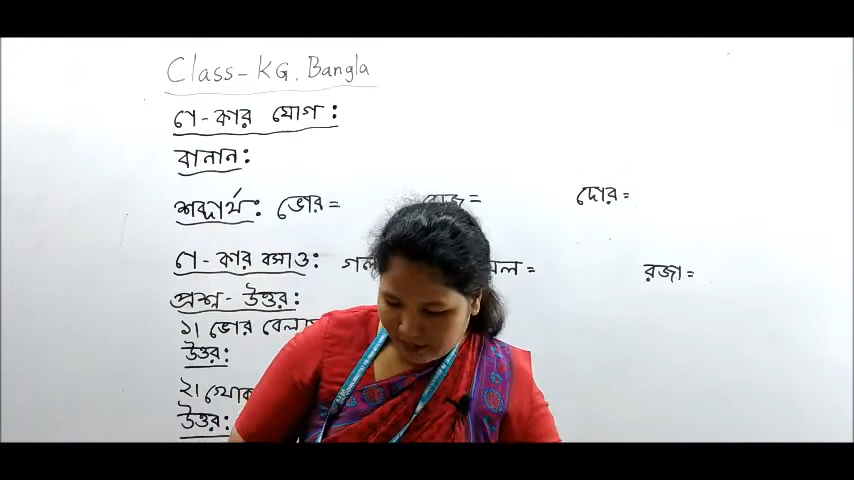 Class-KG. Bangla
ো-কার যোগ:
বানান:
শব্দার্থ: ভোর= রোজ= দোর=
ো-কার বসাও: রজা=
প্রশ্ন-উত্তর:
১। ভোর বেলায়
উত্তর:
২।
উত্তর: